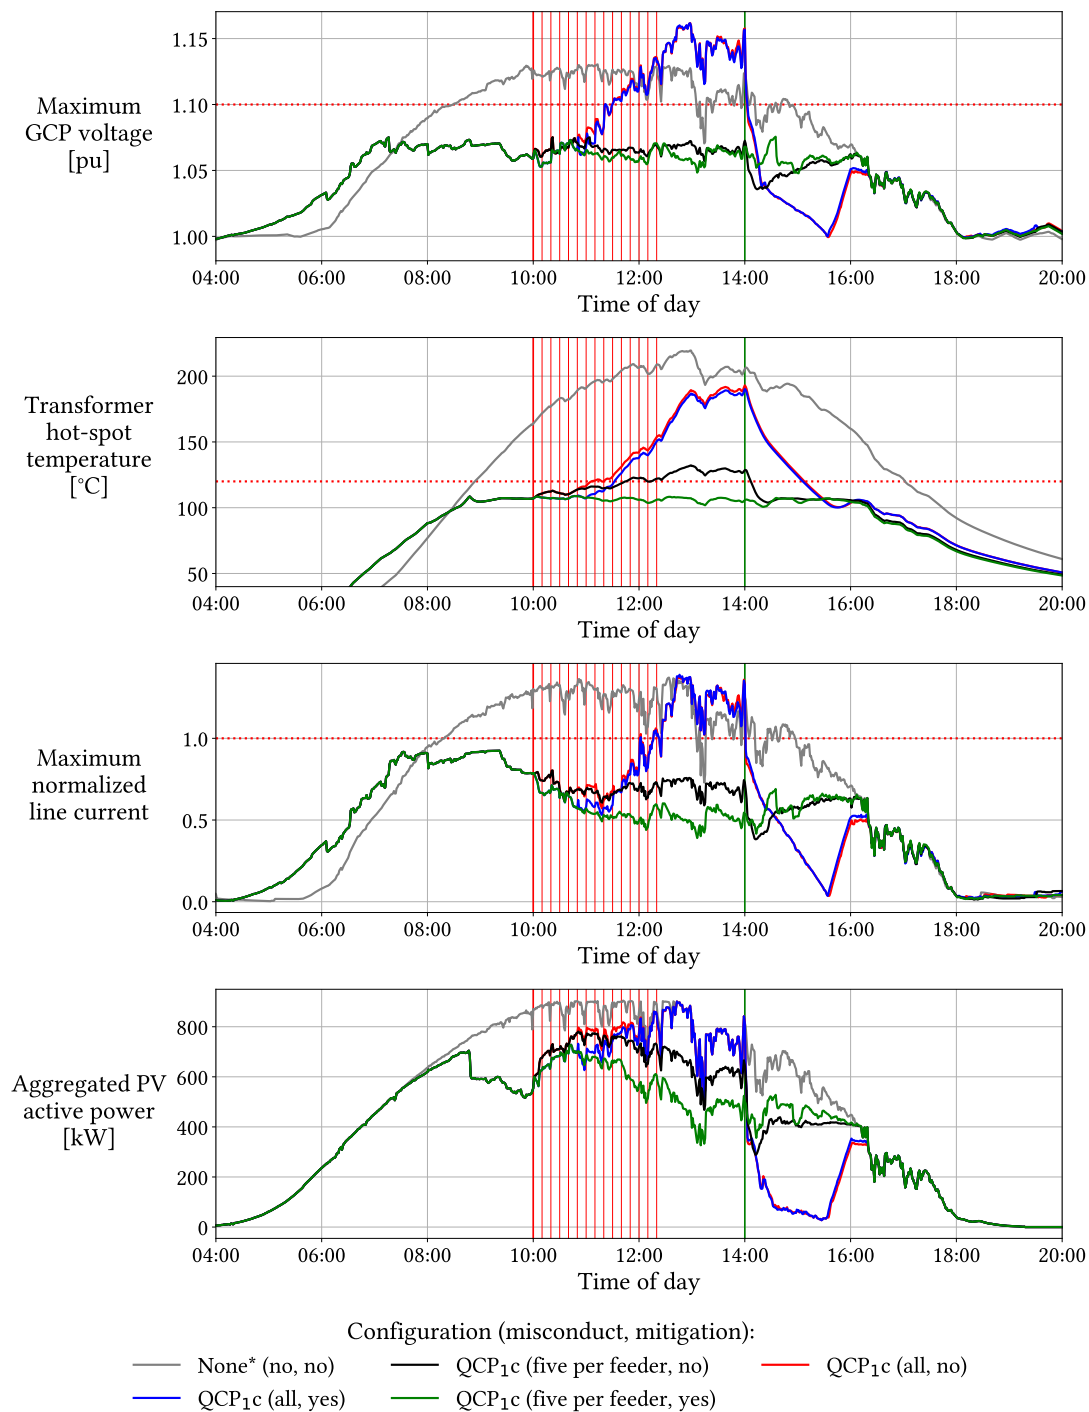 Maximum
GCP voltage
[pu]
1.15
1.10
1.05
1.00
04:00 06:00 08:00 10:00 12:00 14:00 16:00 18:00 20:00
Time of day
Transformer
hot-spot
temperature
[°C]
200
150
100
50
04:00 06:00 08:00 10:00 12:00 14:00 16:00 18:00 20:00
Time of day
Maximum
normalized
line current
1.0
0.5
0.0
04:00 06:00 08:00 10:00 12:00 14:00 16:00 18:00 20:00
Time of day
Aggregated PV
active power
[kW]
800
600
400
200
0
04:00 06:00 08:00 10:00 12:00 14:00 16:00 18:00 20:00
Time of day
Configuration (misconduct, mitigation):
None* (no, no) QCP₁c (five per feeder, no) QCP₁c (all, no)
QCP₁c (all, yes) QCP₁c (five per feeder, yes)